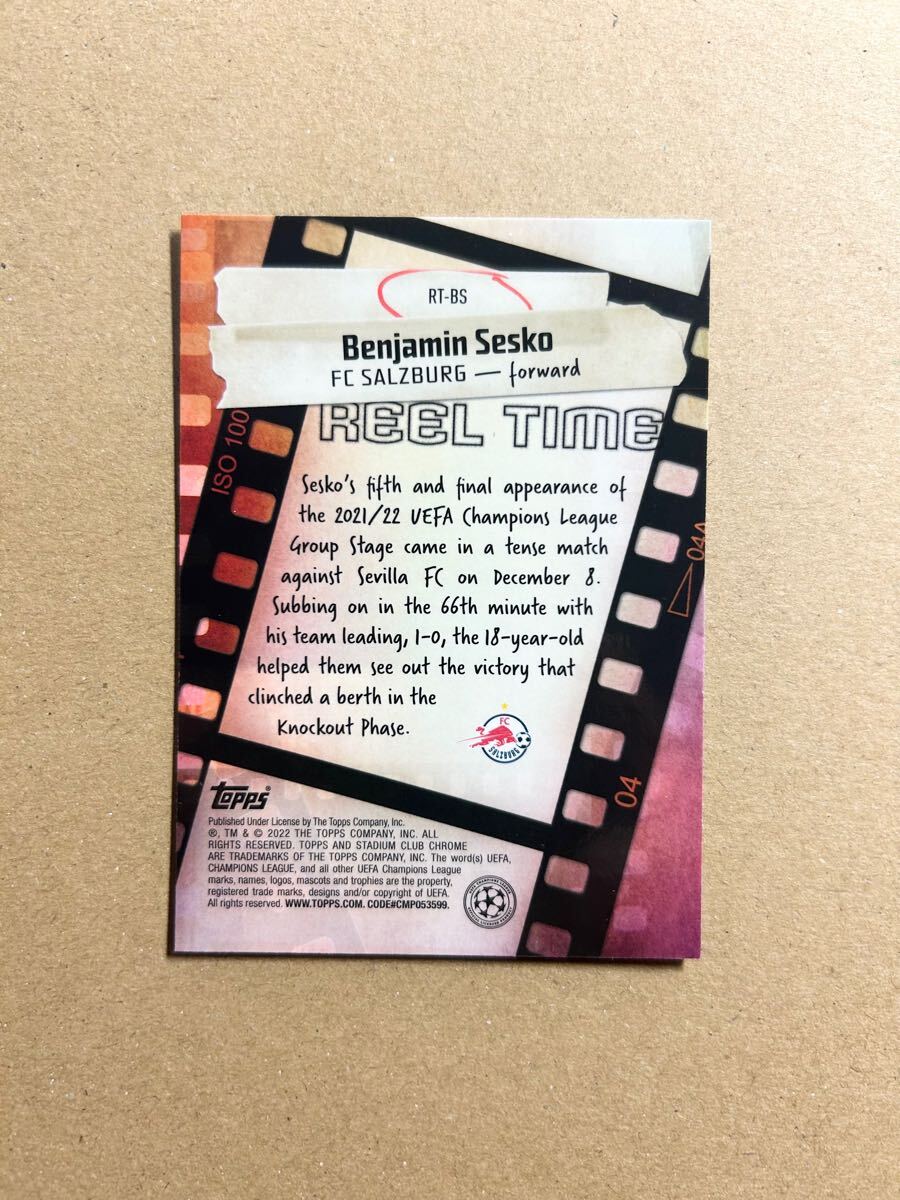 RT-BS
Benjamin Sesko
FC SALZBURG — forward
REEL TIME
ISO 100
Sesko's fifth and final appearance of
the 2021/22 UEFA Champions League
Group Stage came in a tense match
against Sevilla FC on December 8.
Subbing on in the 66th minute with
his team leading, 1-0, the 18-year-old
helped them see out the victory that
clinched a berth in the
Knockout Phase.
FC
SALZBURG
04A
04
TOPPS®
Published Under License by The Topps Company, Inc.
®, TM & © 2022 THE TOPPS COMPANY, INC. ALL
RIGHTS RESERVED. TOPPS AND STADIUM CLUB CHROME
ARE TRADEMARKS OF THE TOPPS COMPANY, INC. The word(s) UEFA,
CHAMPIONS LEAGUE, and all other UEFA Champions League
marks, names, logos, mascots and trophies are the property,
registered trade marks, designs and/or copyright of UEFA.
All rights reserved. WWW.TOPPS.COM. CODE#CMP053599.